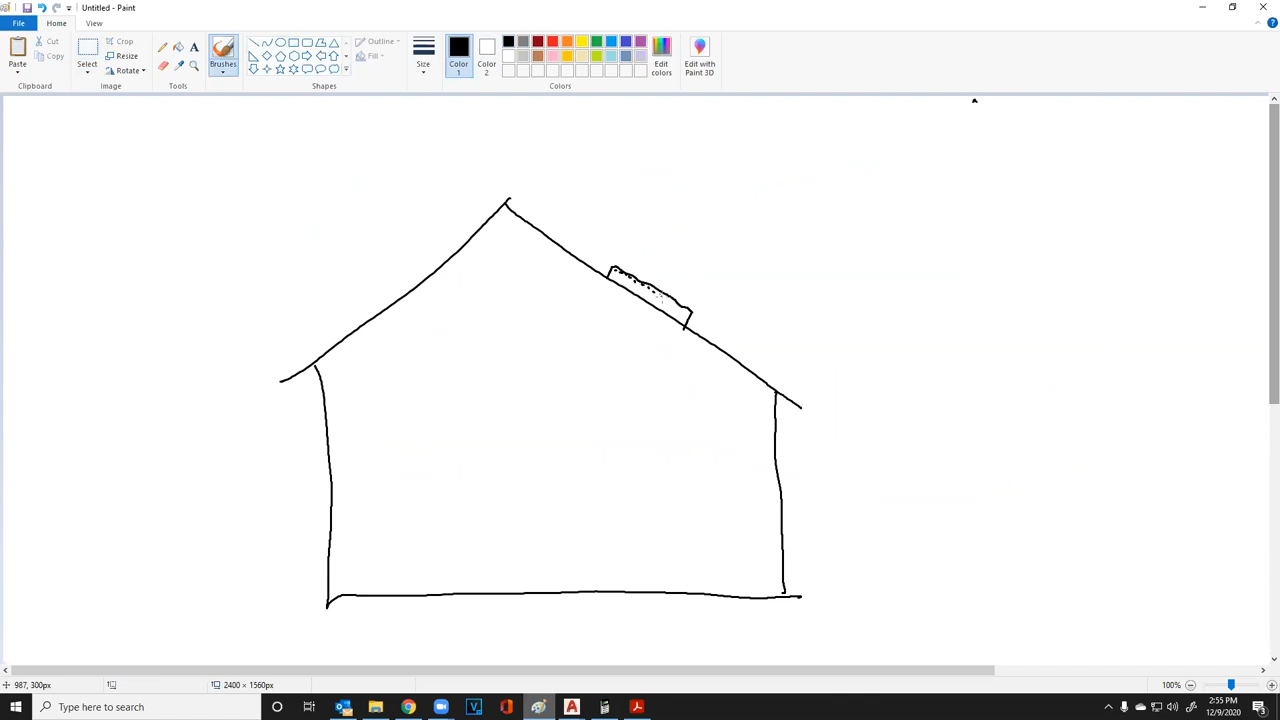 Untitled - Paint
File Home View
Paste
Cut
Copy
Clipboard
Select
Crop
Resize
Rotate
Image
A
Tools
Brushes
Outline
Fill
Shapes
Size
Color 1
Color 2
Edit colors
Colors
Edit with Paint 3D
987, 300px
2400 × 1560px
100%
Type here to search
2:55 PM
12/9/2020